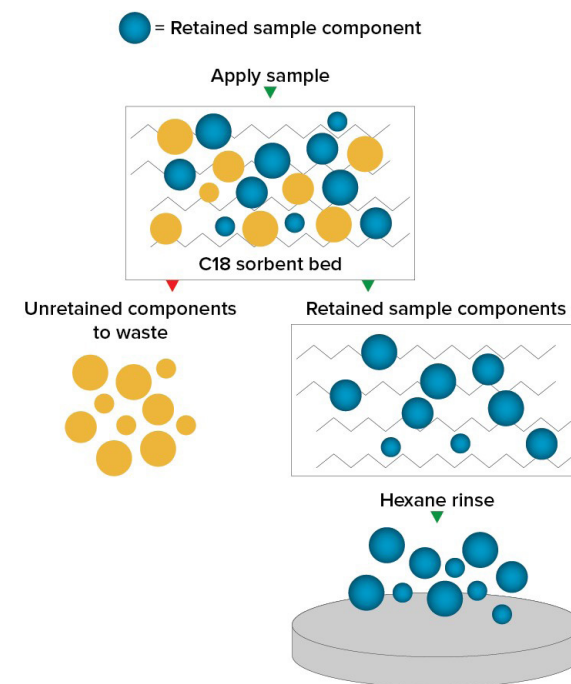 = Retained sample component
Apply sample
C18 sorbent bed
Unretained components
to waste
Retained sample components
Hexane rinse